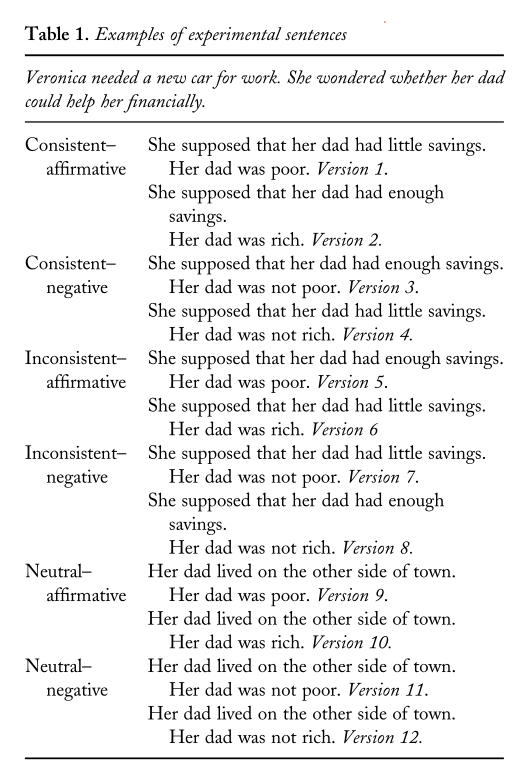 Table 1. Examples of experimental sentences
Veronica needed a new car for work. She wondered whether her dad
could help her financially.
Consistent– She supposed that her dad had little savings.
affirmative Her dad was poor. Version 1.
She supposed that her dad had enough
savings.
Her dad was rich. Version 2.
Consistent– She supposed that her dad had enough savings.
negative Her dad was not poor. Version 3.
She supposed that her dad had little savings.
Her dad was not rich. Version 4.
Inconsistent– She supposed that her dad had enough savings.
affirmative Her dad was poor. Version 5.
She supposed that her dad had little savings.
Her dad was rich. Version 6
Inconsistent– She supposed that her dad had little savings.
negative Her dad was not poor. Version 7.
She supposed that her dad had enough
savings.
Her dad was not rich. Version 8.
Neutral– Her dad lived on the other side of town.
affirmative Her dad was poor. Version 9.
Her dad lived on the other side of town.
Her dad was rich. Version 10.
Neutral– Her dad lived on the other side of town.
negative Her dad was not poor. Version 11.
Her dad lived on the other side of town.
Her dad was not rich. Version 12.